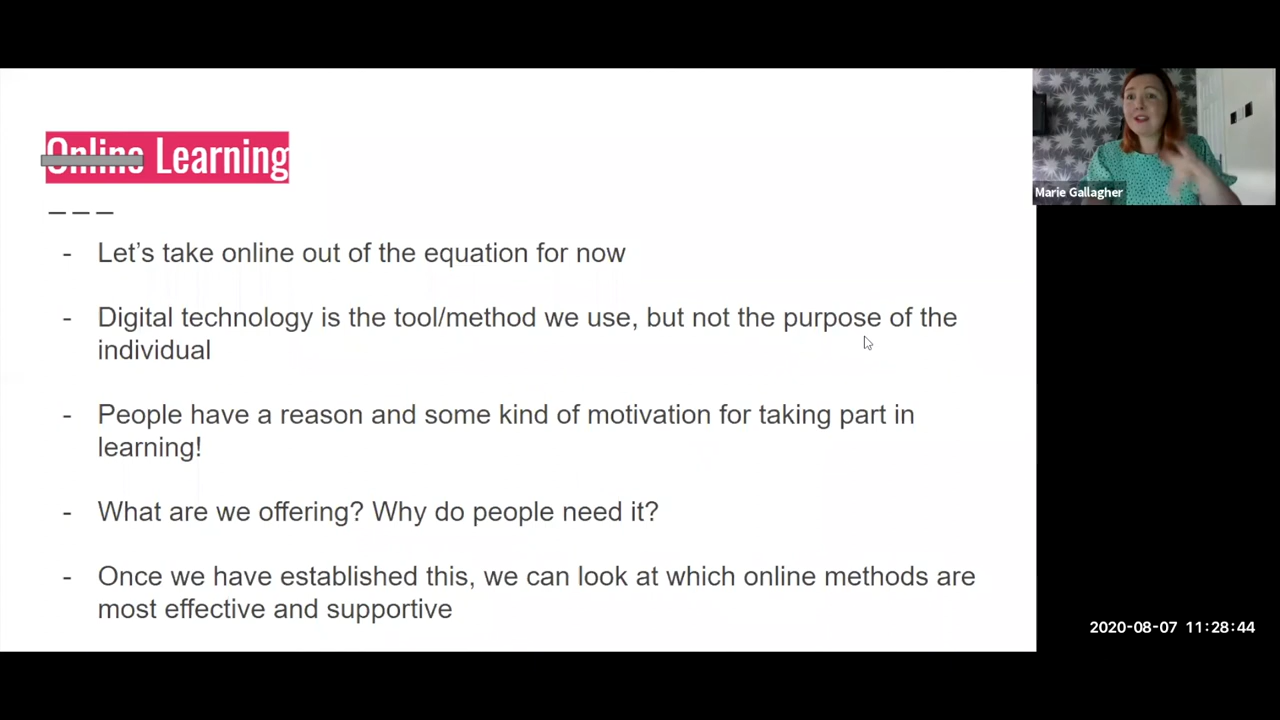 Online Learning
Let’s take online out of the equation for now
Digital technology is the tool/method we use, but not the purpose of the
individual
People have a reason and some kind of motivation for taking part in
learning!
What are we offering? Why do people need it?
Once we have established this, we can look at which online methods are
most effective and supportive
Marie Gallagher
2020-08-07 11:28:44